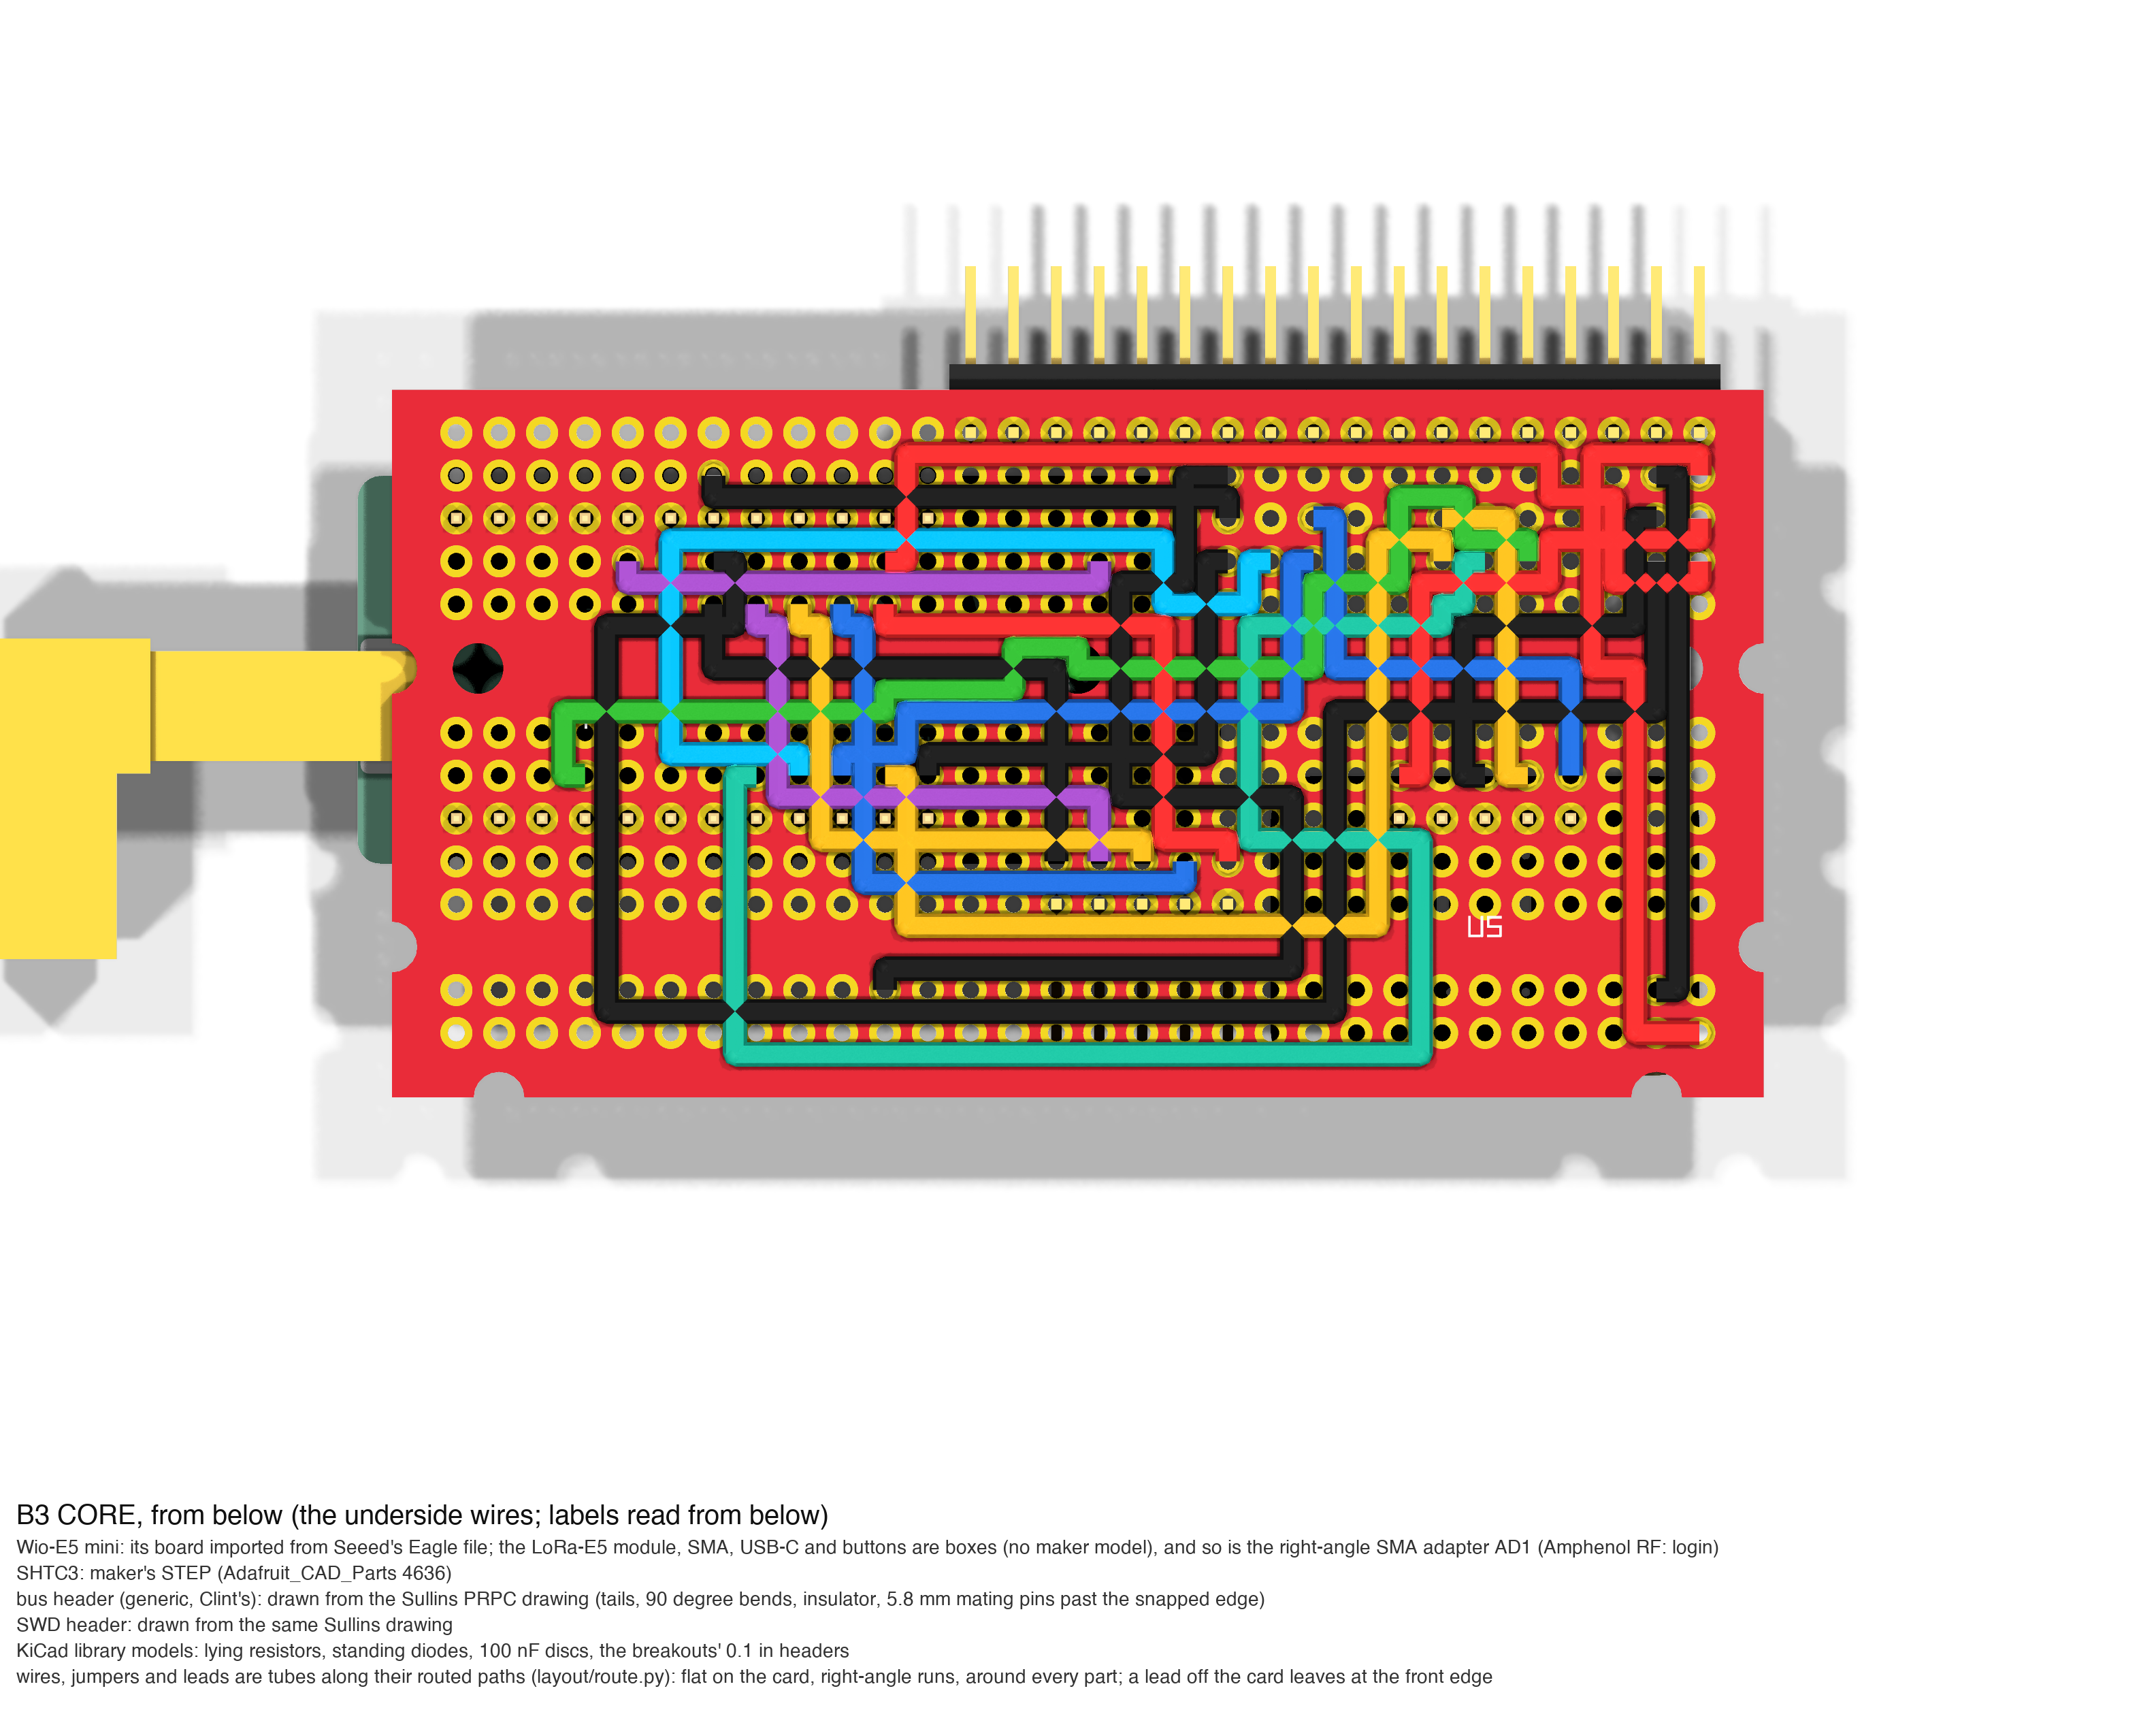 U5
B3 CORE, from below (the underside wires; labels read from below)
Wio-E5 mini: its board imported from Seeed's Eagle file; the LoRa-E5 module, SMA, USB-C and buttons are boxes (no maker model), and so is the right-angle SMA adapter AD1 (Amphenol RF: login)
SHTC3: maker's STEP (Adafruit_CAD_Parts 4636)
bus header (generic, Clint's): drawn from the Sullins PRPC drawing (tails, 90 degree bends, insulator, 5.8 mm mating pins past the snapped edge)
SWD header: drawn from the same Sullins drawing
KiCad library models: lying resistors, standing diodes, 100 nF discs, the breakouts' 0.1 in headers
wires, jumpers and leads are tubes along their routed paths (layout/route.py): flat on the card, right-angle runs, around every part; a lead off the card leaves at the front edge